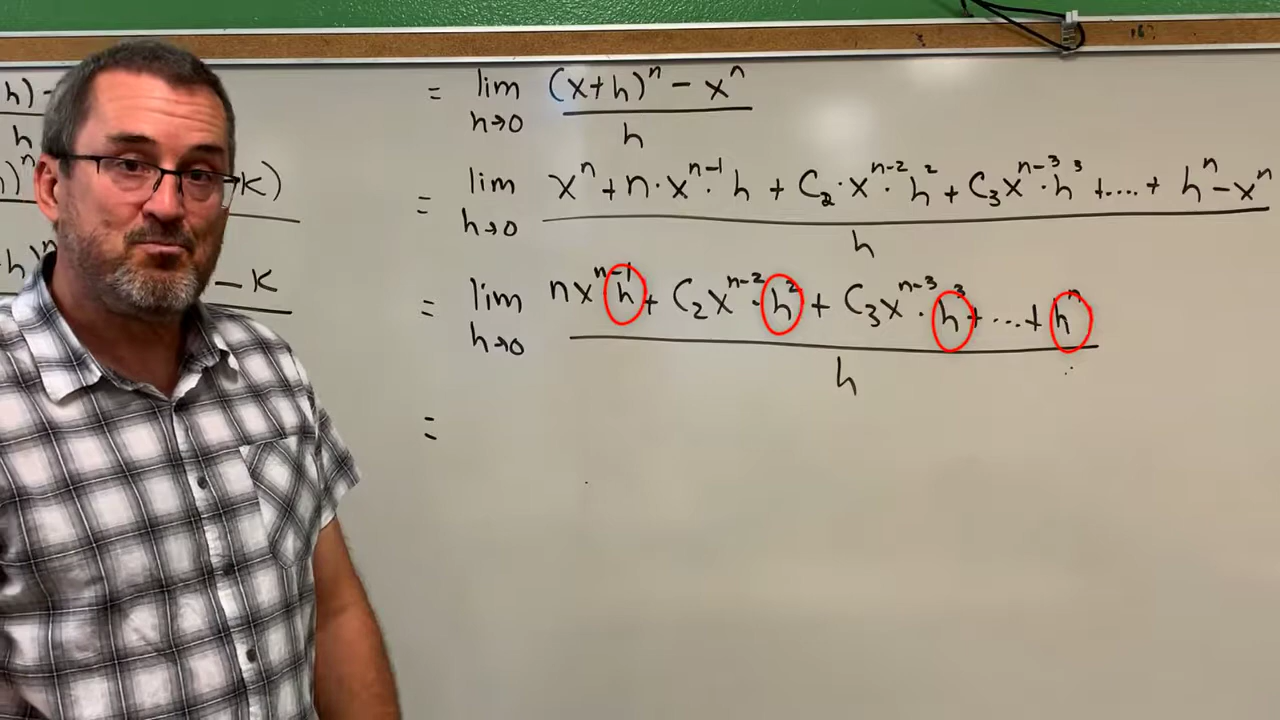 h) -
h
)ⁿ - K)
h)ⁿ - K
= lim h→0 (x+h)ⁿ - xⁿ / h
= lim h→0 xⁿ + n·xⁿ⁻¹·h + C₂·xⁿ⁻²·h² + C₃xⁿ⁻³·h³ + .... + hⁿ - xⁿ / h
= lim h→0 nxⁿ⁻¹h + C₂xⁿ⁻²·h² + C₃xⁿ⁻³·h³ + ... + hⁿ / h
=